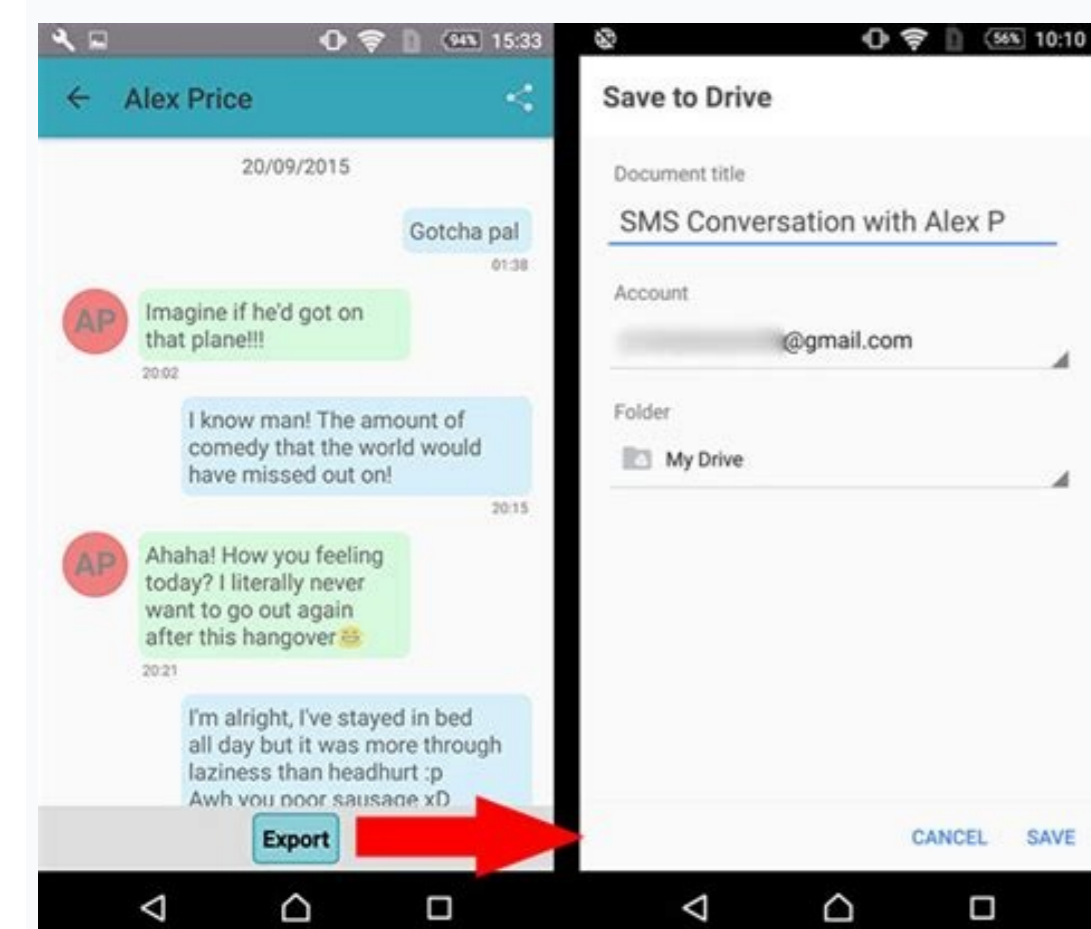 94% 15:33
Alex Price
20/09/2015
Gotcha pal
01:38
AP
Imagine if he'd got on
that plane!!!
20:02
I know man! The amount of
comedy that the world would
have missed out on!
20:15
AP
Ahaha! How you feeling
today? I literally never
want to go out again
after this hangover😄
20:21
I'm alright, I've stayed in bed
all day but it was more through
laziness than headhurt :p
Awh you poor sausage xD
Export
56% 10:10
Save to Drive
Document title
SMS Conversation with Alex P
Account
@gmail.com
Folder
My Drive
CANCEL SAVE